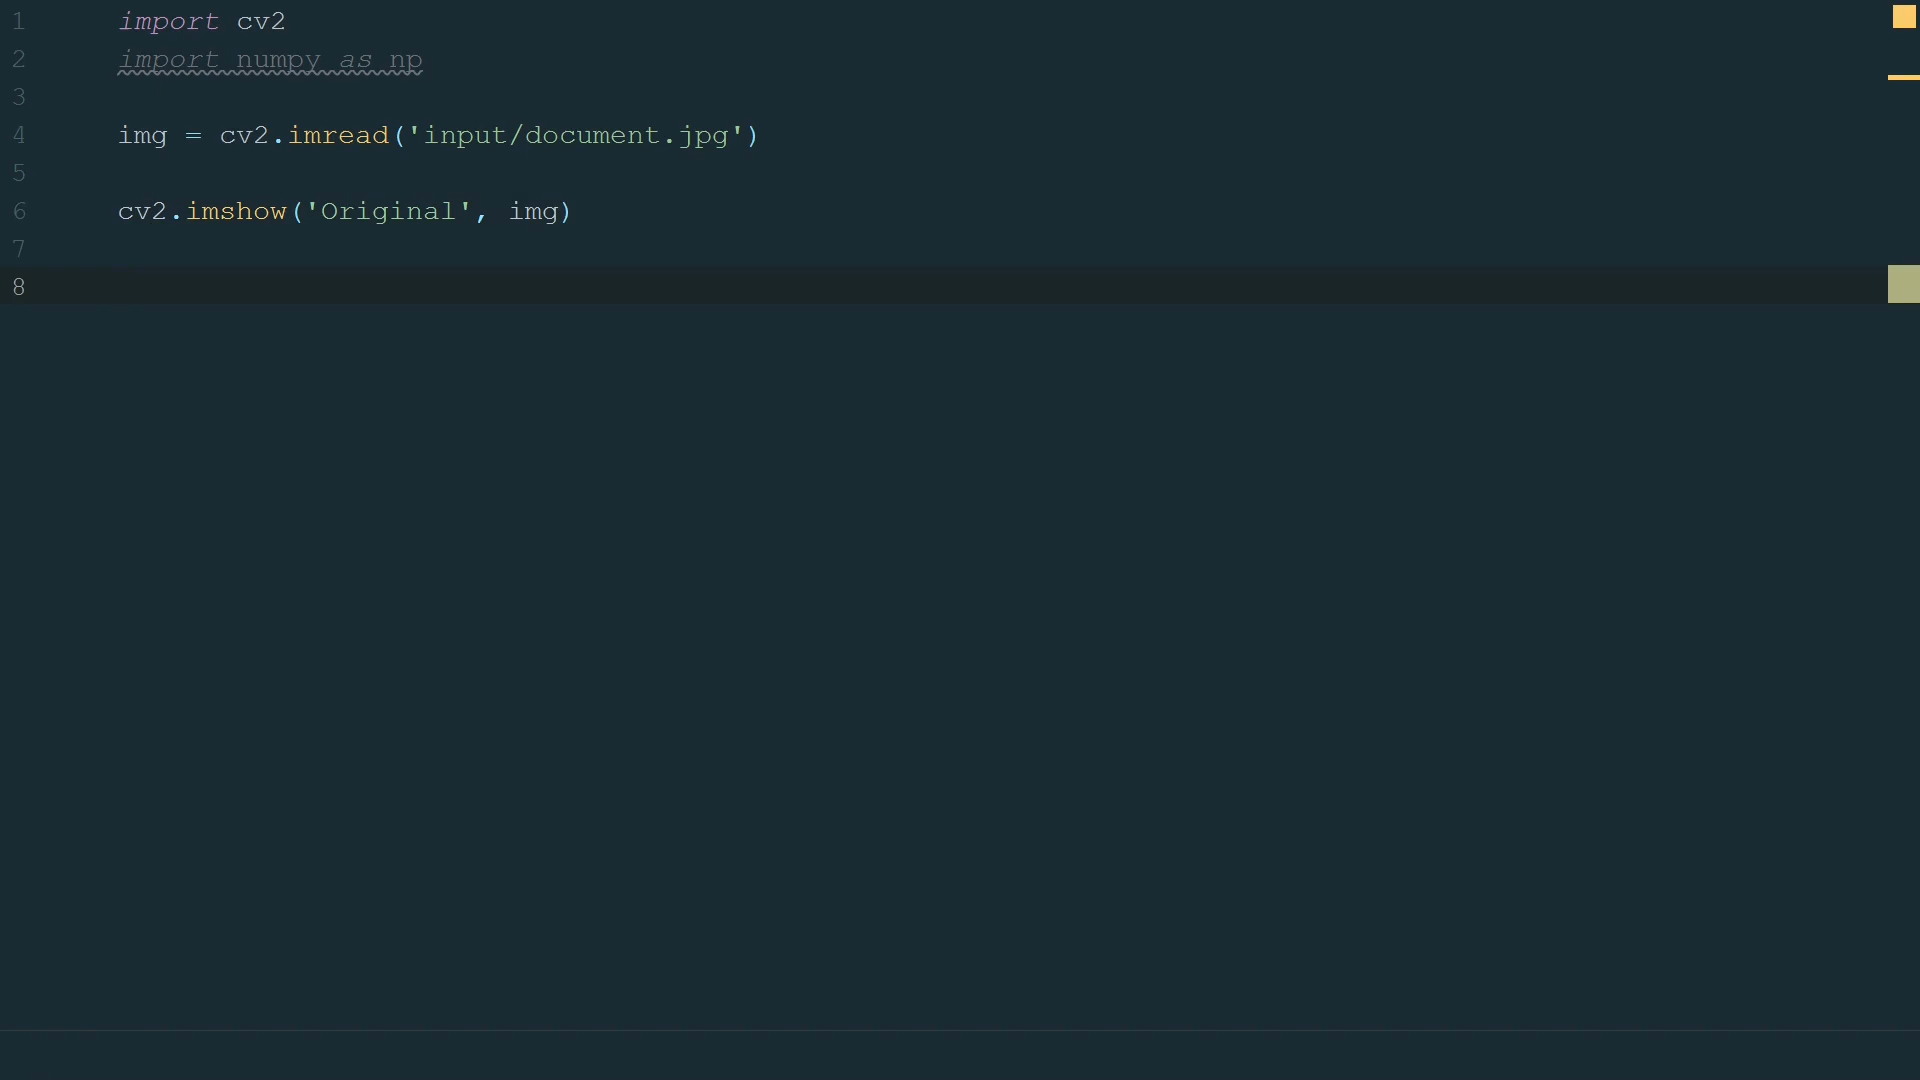 1 import cv2
2 import numpy as np
3
4 img = cv2.imread('input/document.jpg')
5
6 cv2.imshow('Original', img)
7
8